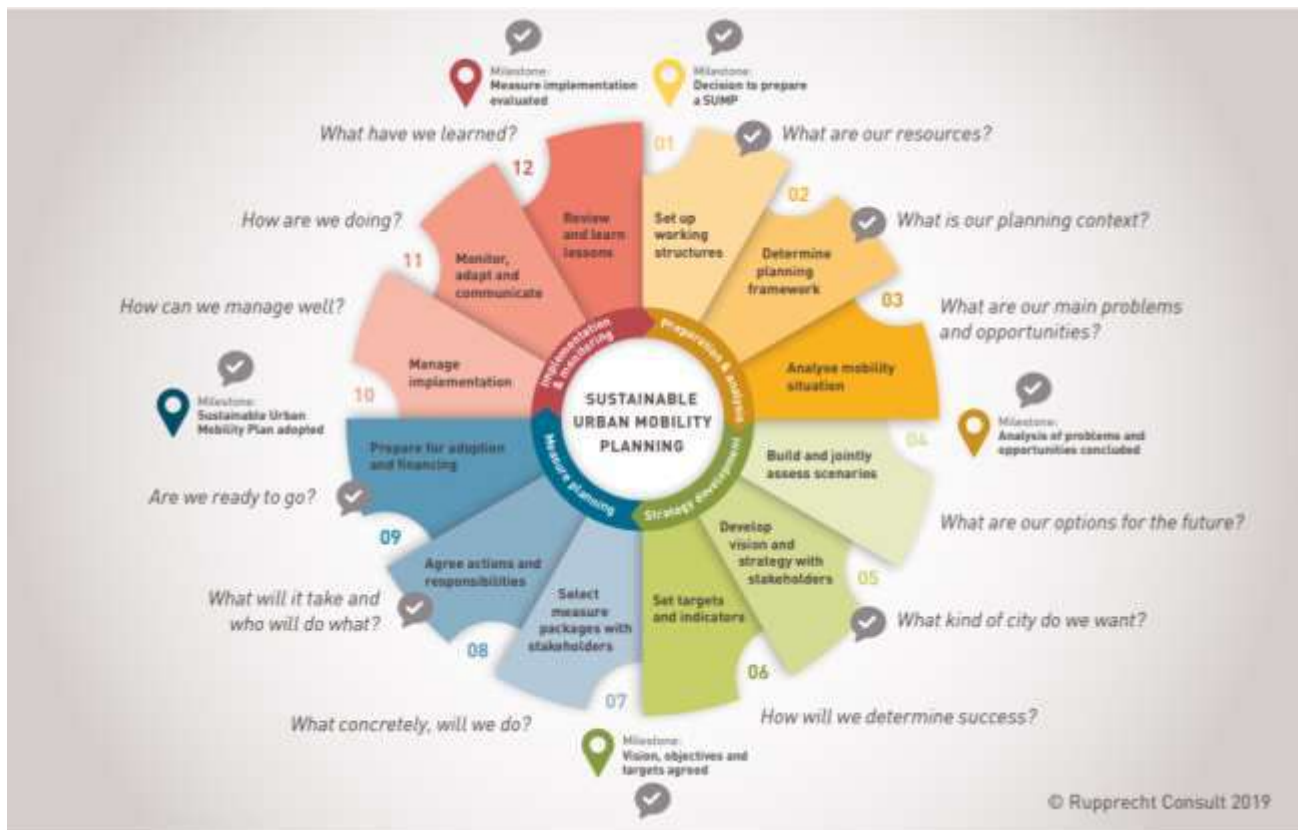 Milestone:
Measure implementation
evaluated
Milestone:
Decision to prepare
a SUMP
What have we learned?
What are our resources?
12
01
02
How are we doing?
What is our planning context?
Review
and learn
lessons
Set up
working
structures
11
Monitor,
adapt and
communicate
Determine
planning
framework
03
How can we manage well?
What are our main problems
and opportunities?
Implementation
& monitoring
Preparation & analysis
Manage
implementation
Analyse mobility
situation
10
Milestone:
Sustainable Urban
Mobility Plan adopted
SUSTAINABLE
URBAN MOBILITY
PLANNING
Milestone:
Analysis of problems and
opportunities concluded
04
Prepare for adoption
and financing
Build and jointly
assess scenarios
Measure planning
Strategy development
Are we ready to go?
What are our options for the future?
09
Agree actions and
responsibilities
Develop
vision and
strategy with
stakeholders
05
What will it take and
who will do what?
Select
measure
packages with
stakeholders
Set targets
and indicators
What kind of city do we want?
08
06
07
What concretely, will we do?
How will we determine success?
Milestone:
Vision, objectives and
targets agreed
© Rupprecht Consult 2019